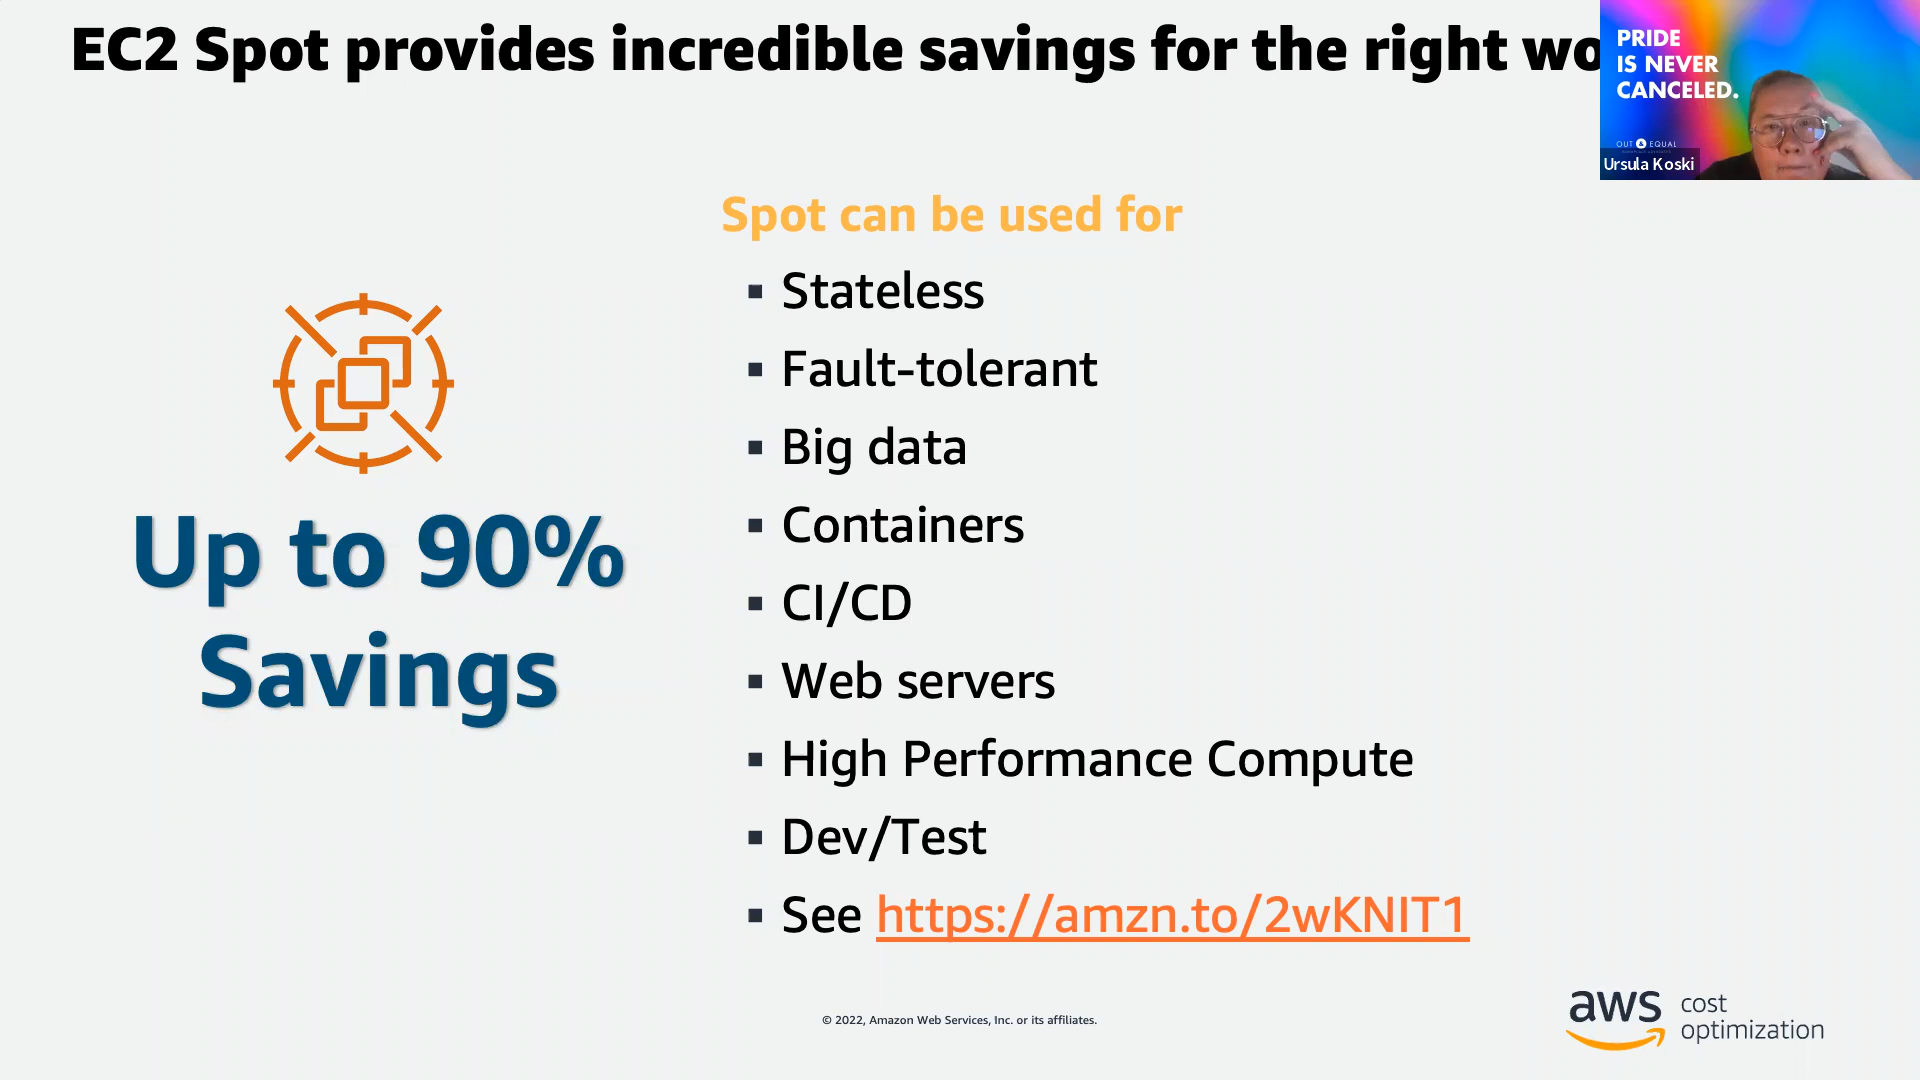 EC2 Spot provides incredible savings for the right wo
PRIDE
IS NEVER
CANCELED.
OUT & EQUAL
Ursula Koski
Spot can be used for
▪ Stateless
▪ Fault-tolerant
▪ Big data
▪ Containers
▪ CI/CD
▪ Web servers
▪ High Performance Compute
▪ Dev/Test
▪ See https://amzn.to/2wKNIT1
Up to 90%
Savings
© 2022, Amazon Web Services, Inc. or its affiliates.
aws cost
optimization